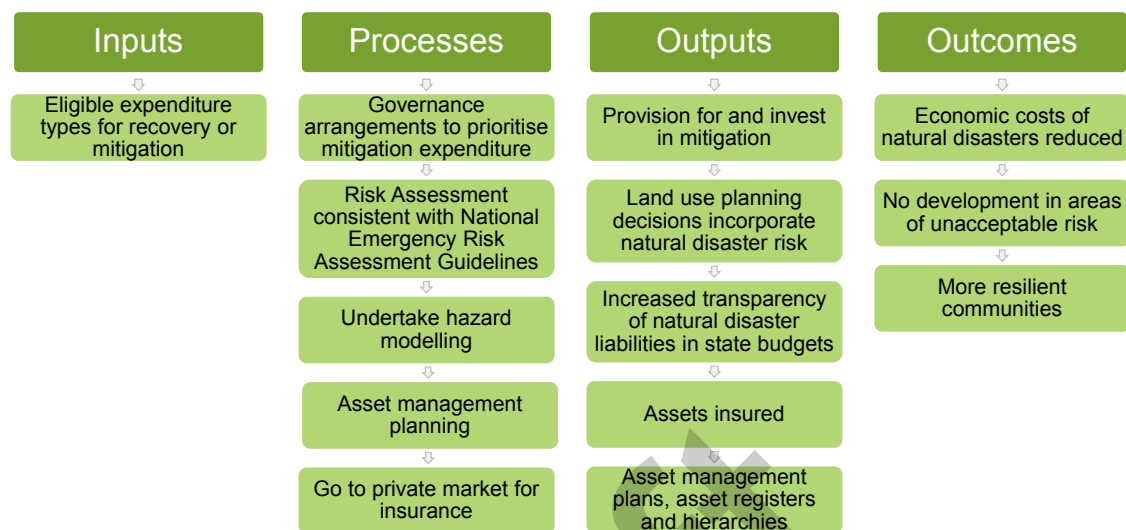 Inputs
Eligible expenditure
types for recovery or
mitigation
Processes
Governance
arrangements to prioritise
mitigation expenditure
Risk Assessment
consistent with National
Emergency Risk
Assessment Guidelines
Undertake hazard
modelling
Asset management
planning
Go to private market for
insurance
Outputs
Provision for and invest
in mitigation
Land use planning
decisions incorporate
natural disaster risk
Increased transparency
of natural disaster
liabilities in state budgets
Assets insured
Asset management
plans, asset registers
and hierarchies
Outcomes
Economic costs of
natural disasters reduced
No development in areas
of unacceptable risk
More resilient
communities